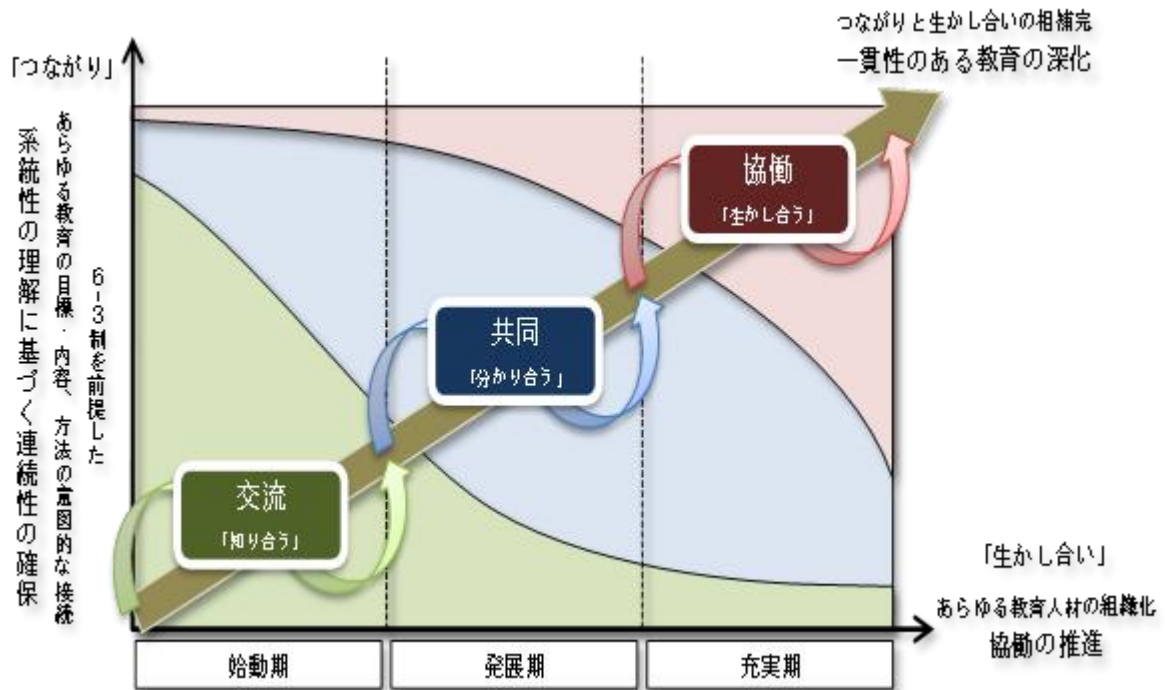 つながりと生かし合いの相補完
一貫性のある教育の深化
「つながり」
6-3制を前提した
あらゆる教育の目標・内容、方法の意図的な接続
系統性の理解に基づく連続性の確保
協働
「生かし合う」
共同
「分かり合う」
交流
「知り合う」
「生かし合い」
あらゆる教育人材の組織化
協働の推進
始動期
発展期
充実期